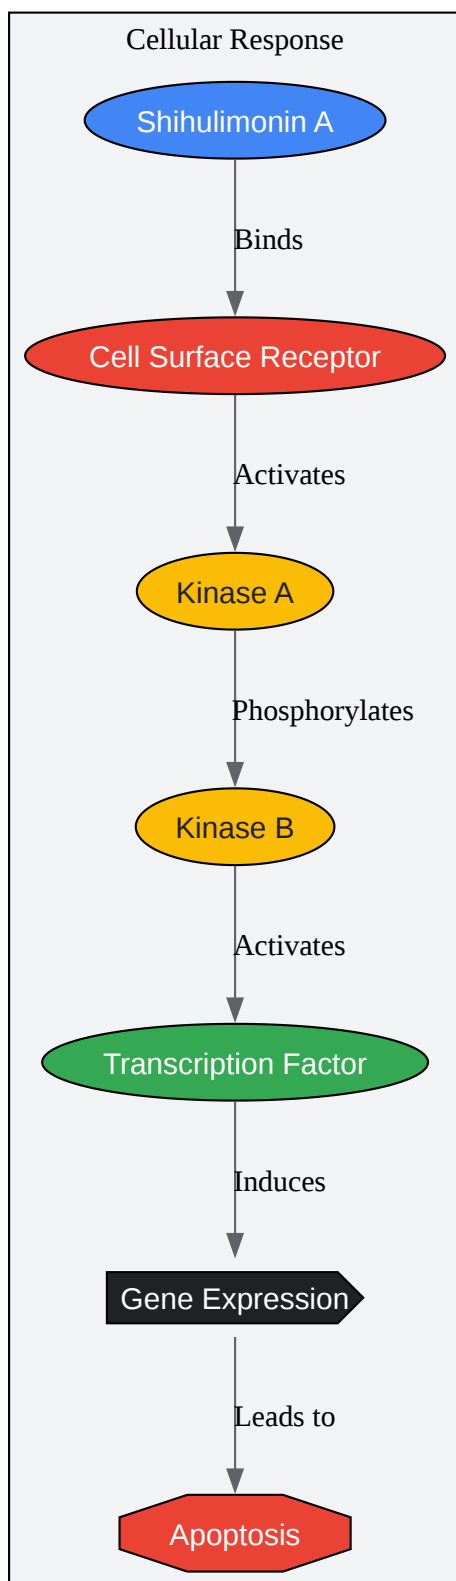 Cellular Response
Shihulimonin A
Binds
Cell Surface Receptor
Activates
Kinase A
Phosphorylates
Kinase B
Activates
Transcription Factor
Induces
Gene Expression
Leads to
Apoptosis